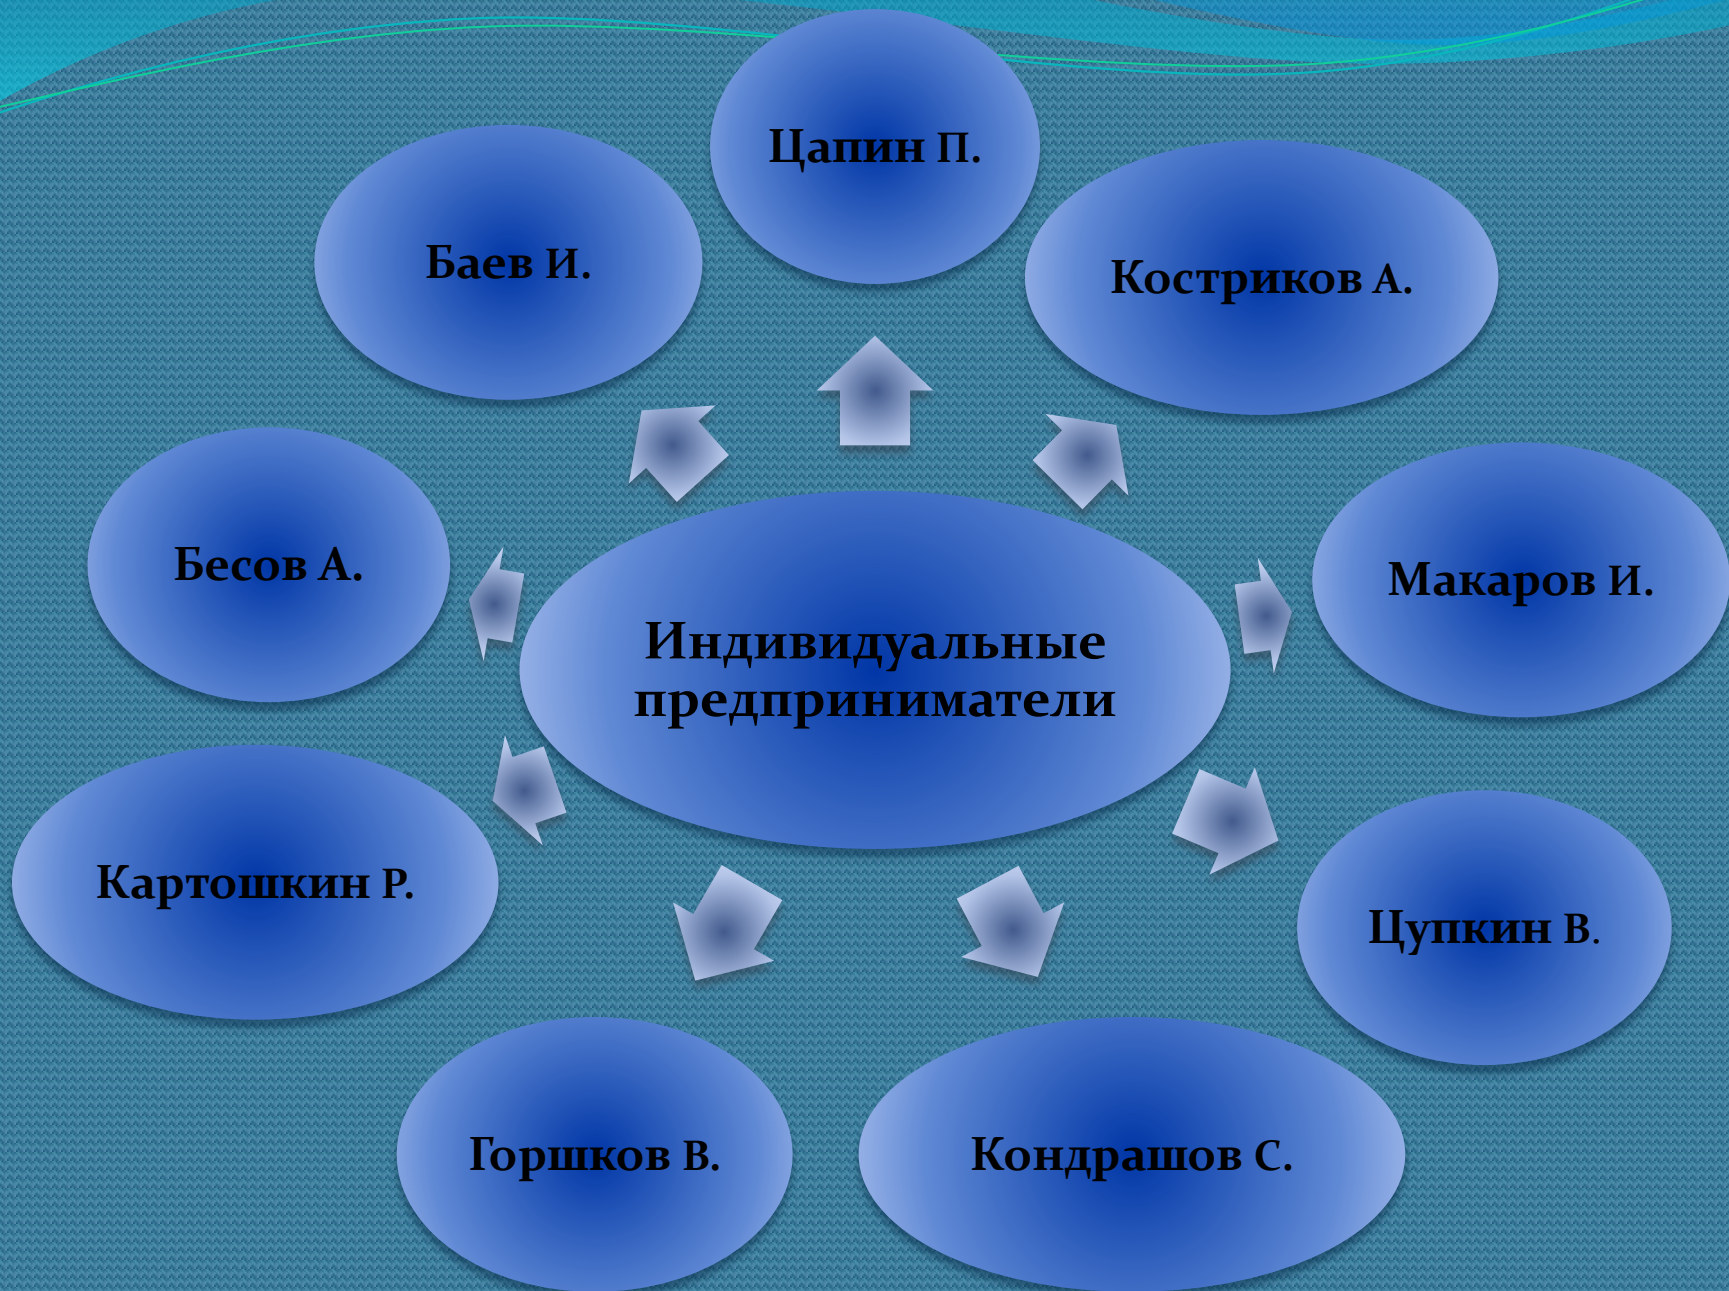 Цапин П.
Баев И.
Костриков А.
Бесов А.
Макаров И.
Индивидуальные
предприниматели
Картошкин Р.
Цупкин В.
Горшков В.
Кондрашов С.